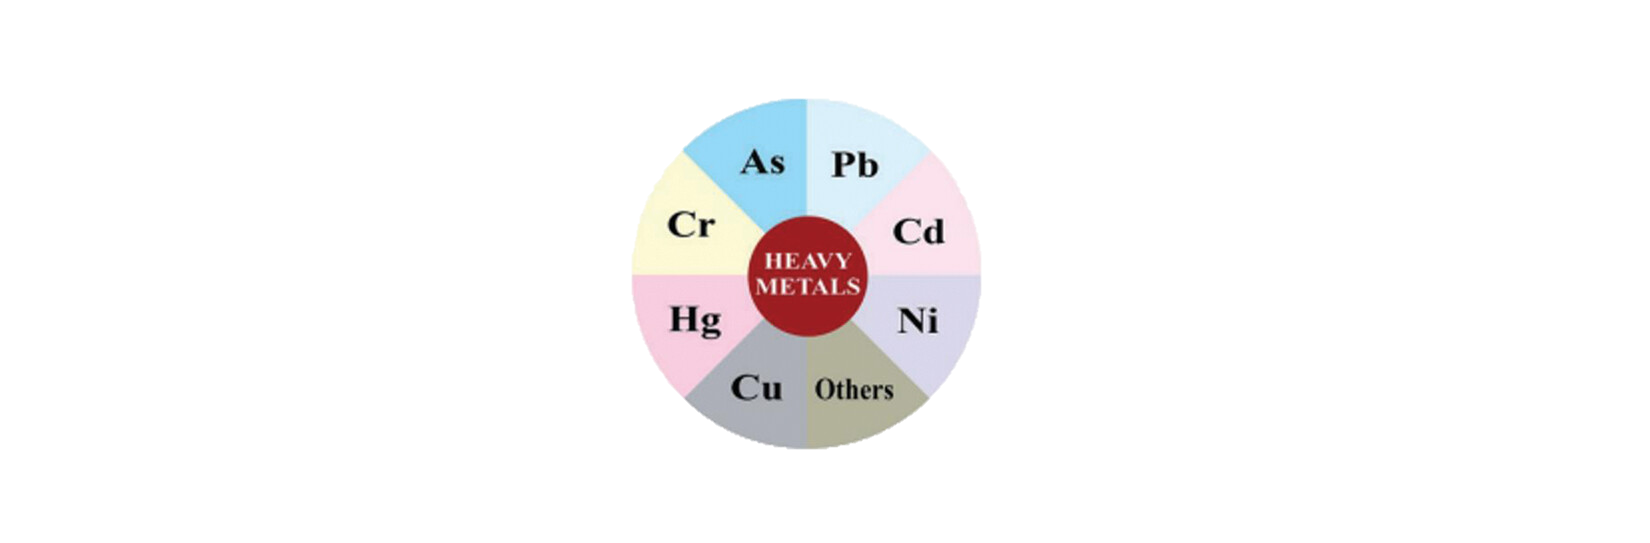 As
Pb
Cr
Cd
HEAVY
METALS
Hg
Ni
Cu
Others